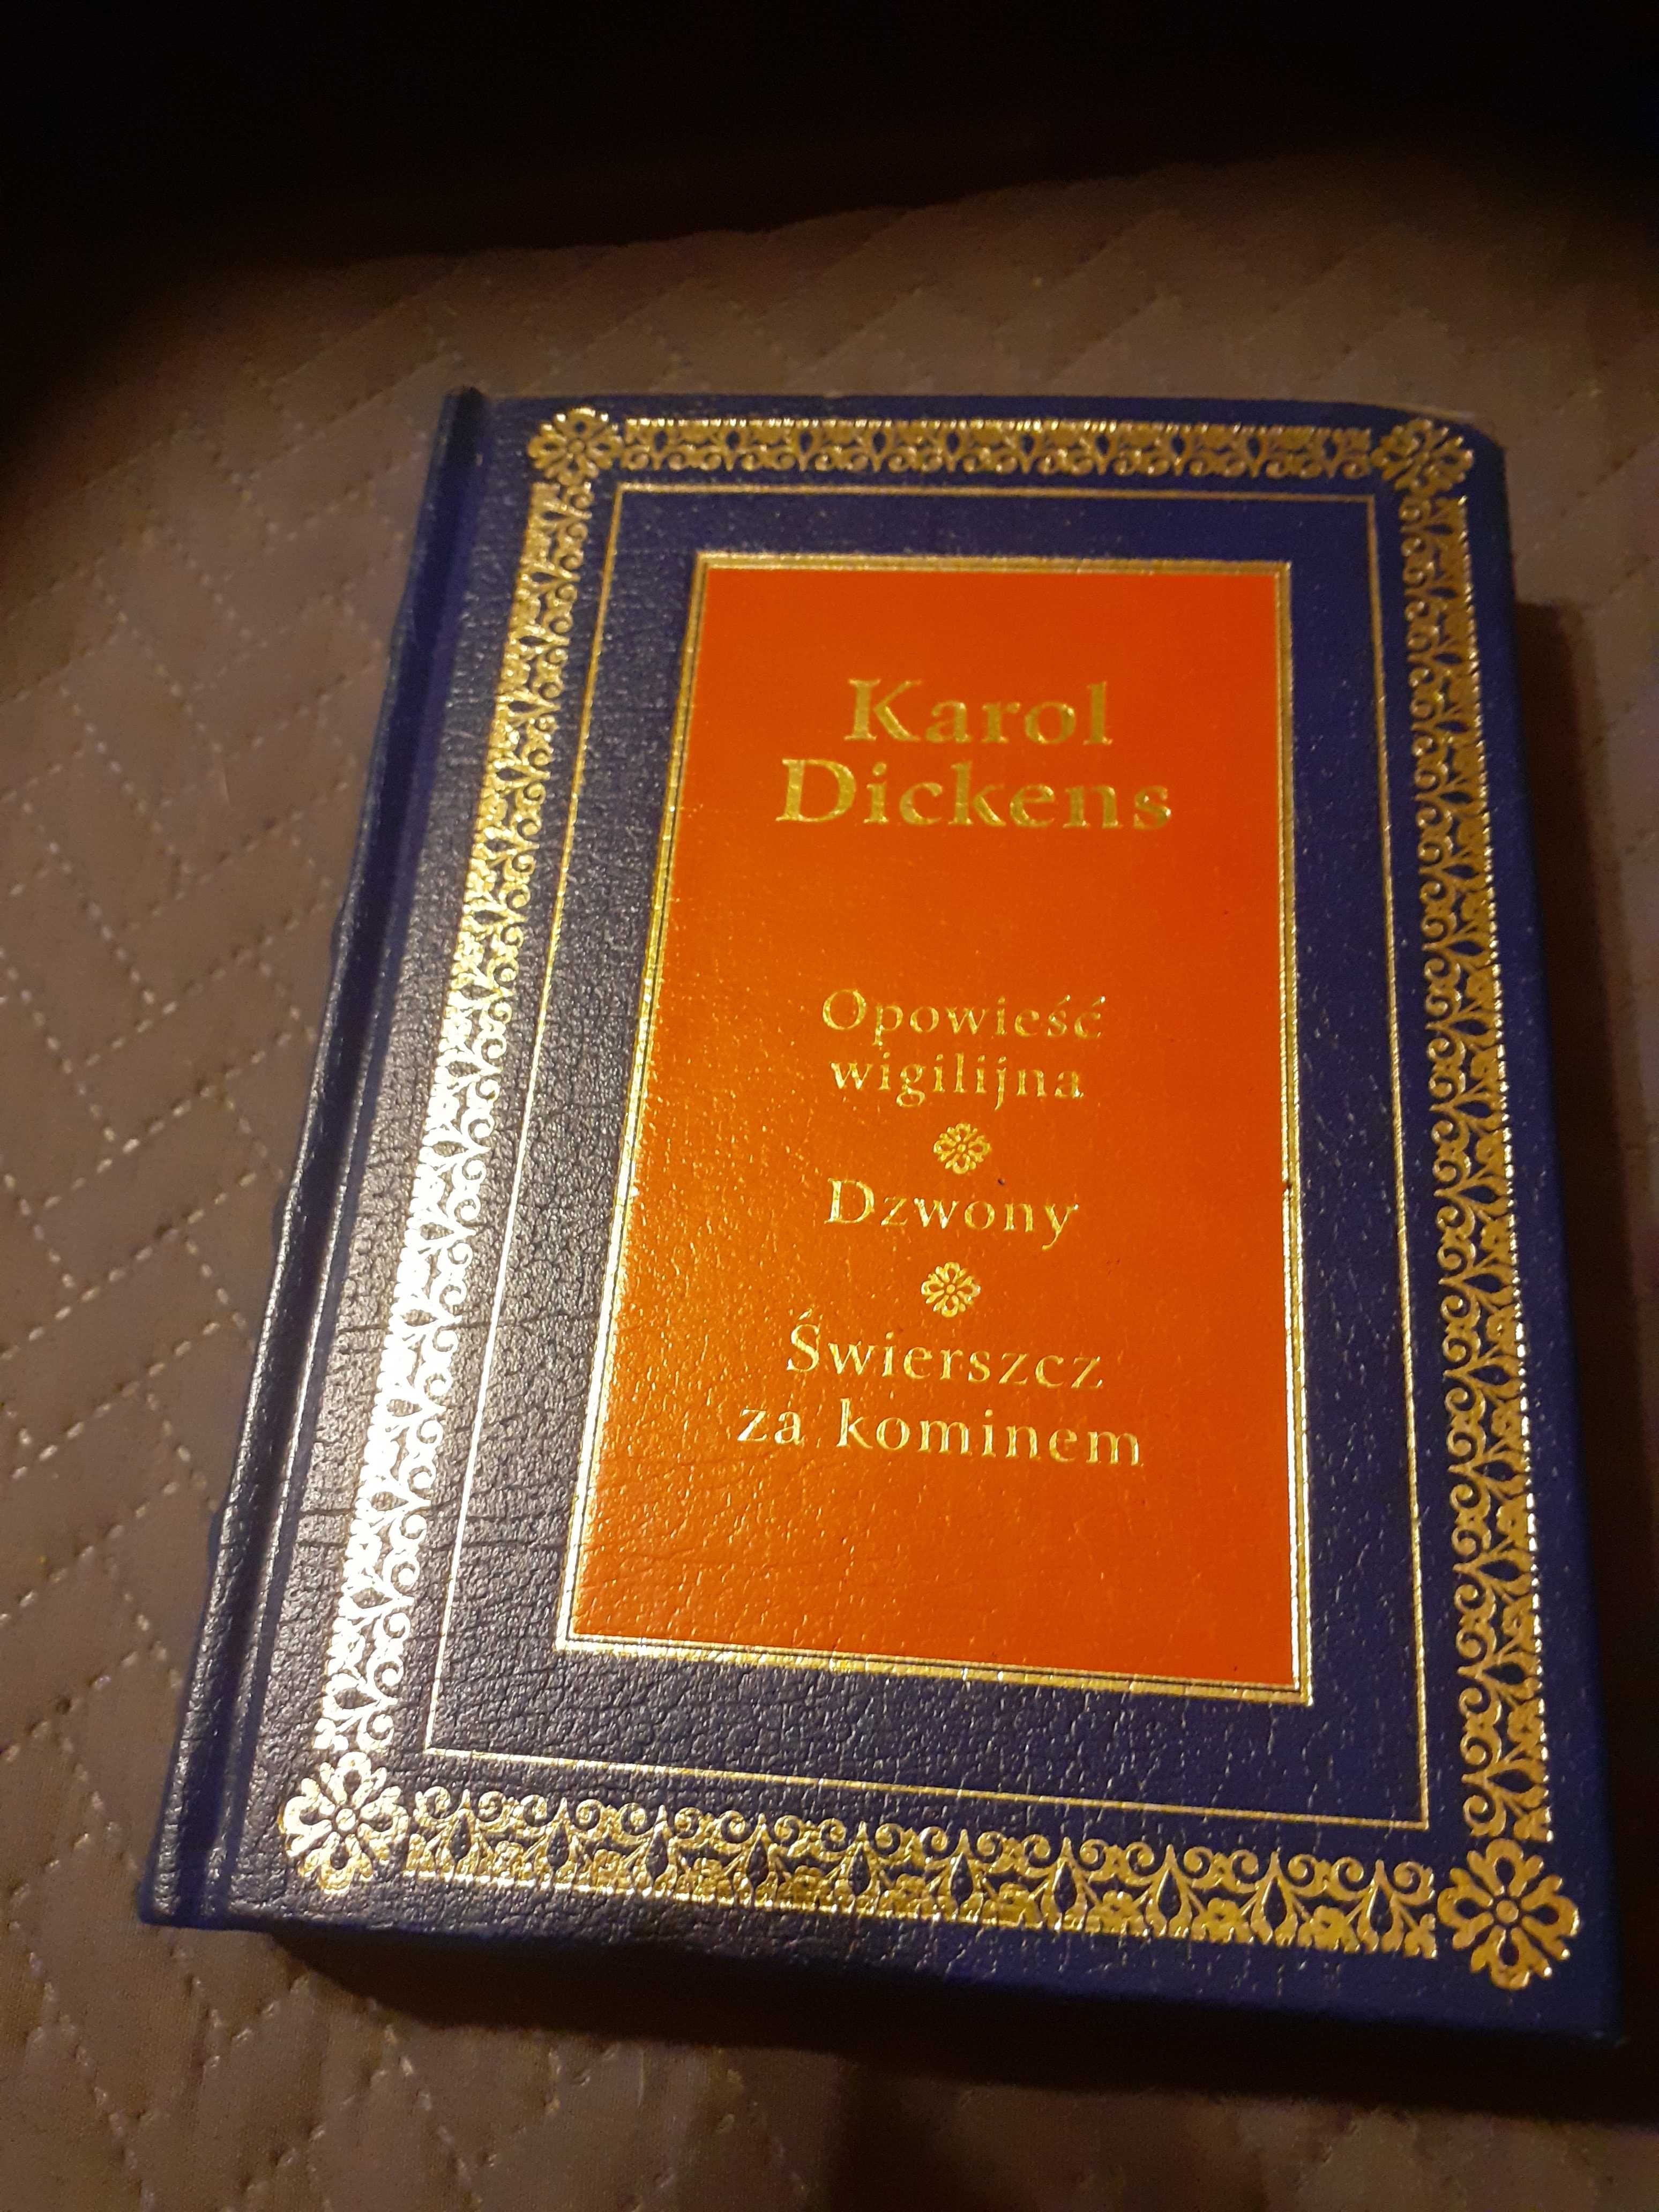 Karol
Dickens
Opowieść
wigilijna
Dzwony
Świerszcz
za kominem